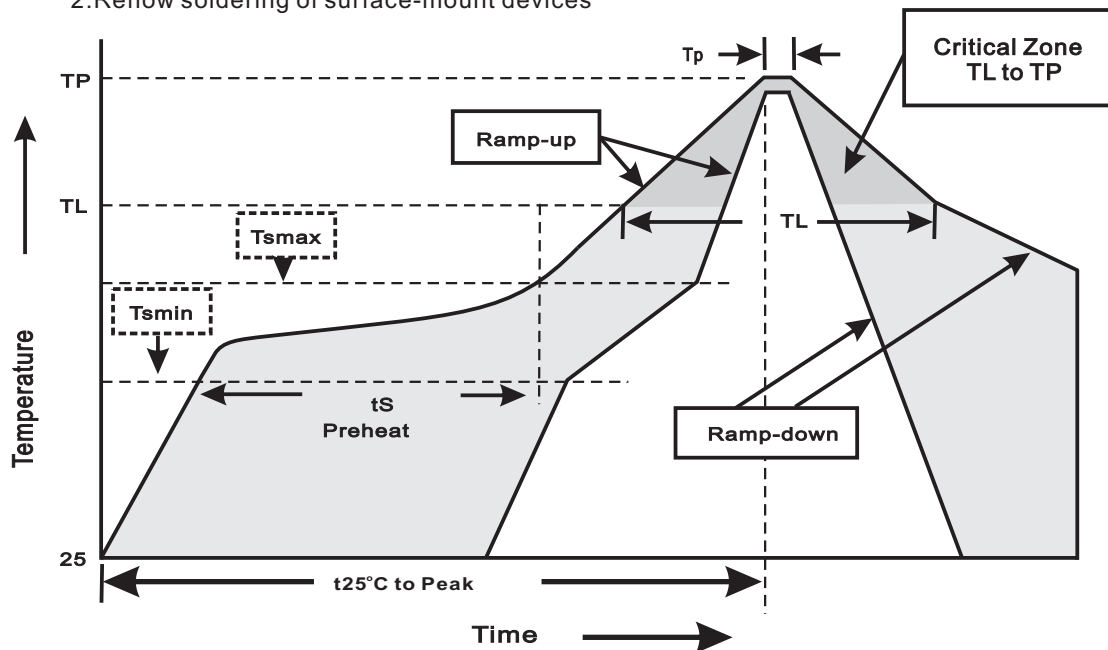 2.Reflow soldering of surface-mount devices
Tp
Critical Zone
TL to TP
TP
Ramp-up
TL
Tsmax
TL
Tsmin
Temperature
tS
Preheat
Ramp-down
25
t25°C to Peak
Time